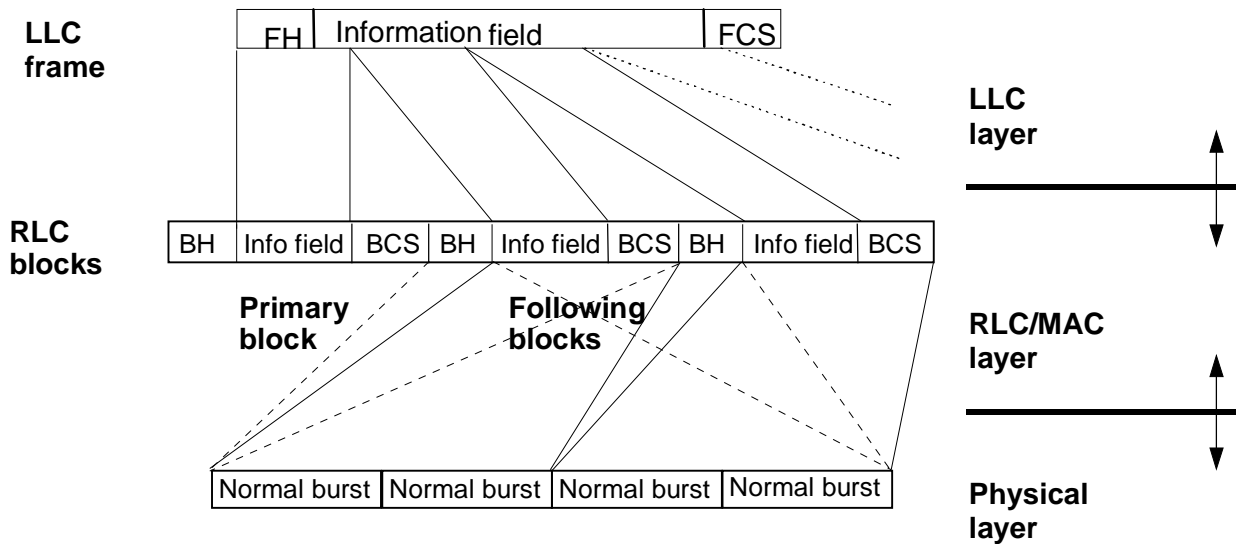 LLC
frame
FH
Information field
FCS
LLC
layer
RLC
blocks
BH
Info field
BCS
BH
Info field
BCS
BH
Info field
BCS
Primary
block
Following
blocks
RLC/MAC
layer
Normal burst
Normal burst
Normal burst
Normal burst
Physical
layer